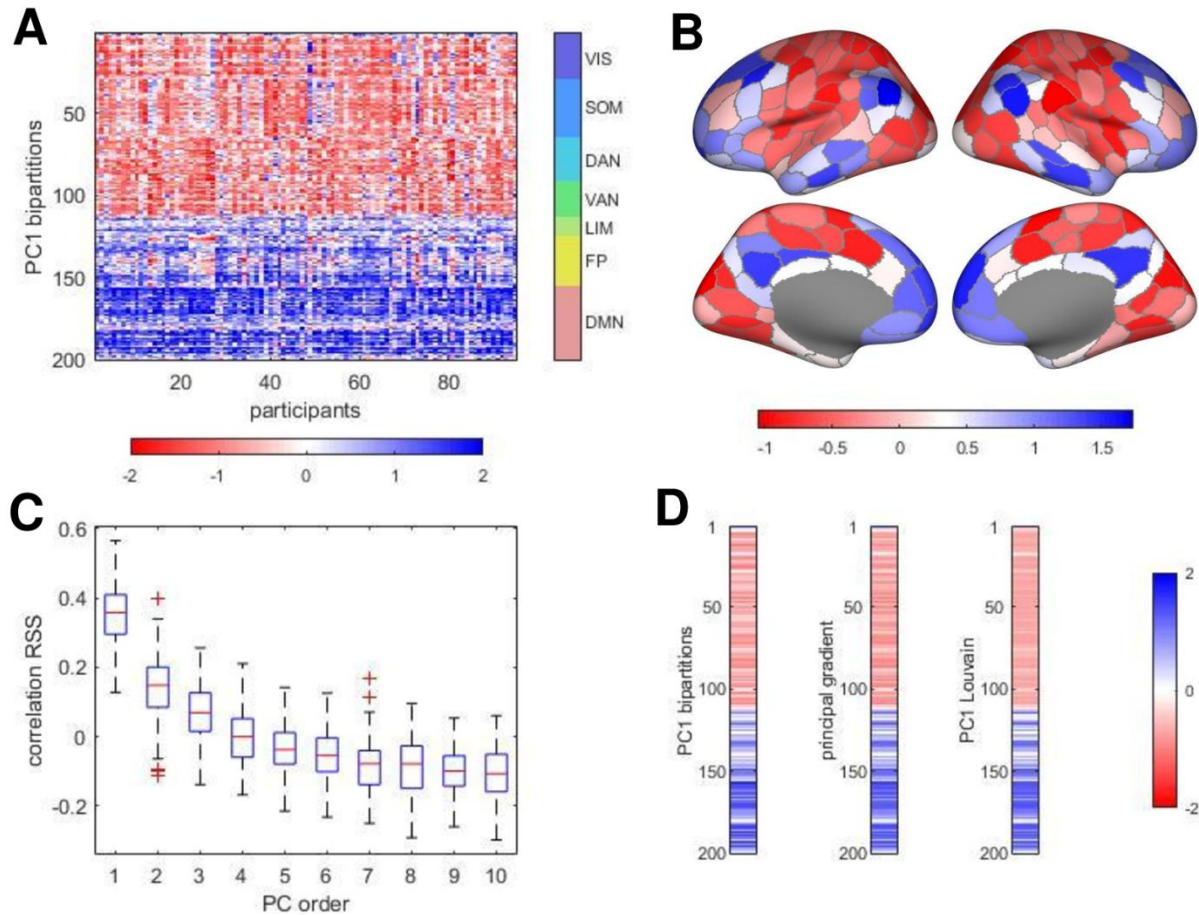 A
PC1 bipartitions
50
100
150
200
20 40 60 80
participants
-2 -1 0 1 2
VIS
SOM
DAN
VAN
LIM
FP
DMN
B
-1 -0.5 0 0.5 1 1.5
C
correlation RSS
0.6
0.4
0.2
0
-0.2
1 2 3 4 5 6 7 8 9 10
PC order
D
PC1 bipartitions
1
50
100
150
200
principal gradient
1
50
100
150
200
PC1 Louvain
1
50
100
150
200
2
0
-2